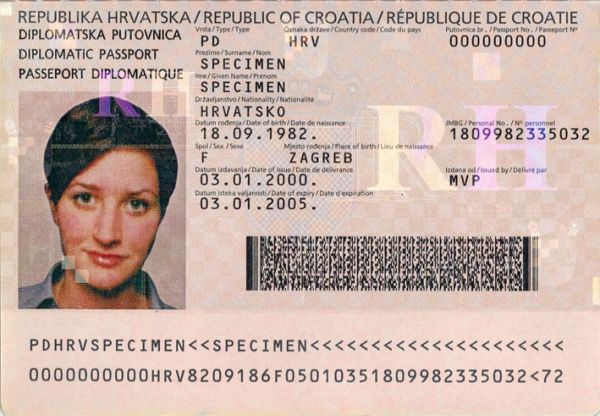 REPUBLIKA HRVATSKA / REPUBLIC OF CROATIA / RÉPUBLIQUE DE CROATIE
DIPLOMATSKA PUTOVNICA
DIPLOMATIC PASSPORT
PASSEPORT DIPLOMATIQUE
Vrsta / Type / Type
PD
Oznaka države / Country code / Code du pays
HRV
Putovnica br. / Passport No. / Passeport N°
000000000
Prezime / Surname / Nom
SPECIMEN
Ime / Given Name / Prénom
SPECIMEN
Državljanstvo / Nationality / Nationalité
HRVATSKO
Datum rođenja / Date of birth / Date de naissance
18.09.1982.
JMBG / Personal No. / N° personnel
1809982335032
Spol / Sex / Sexe
F
Mjesto rođenja / Place of birth / Lieu de naissance
ZAGREB
Datum izdavanja / Date of issue / Date de délivrance
03.01.2000.
Izdana od / Issued by / Délivré par
MVP
Datum isteka valjanosti / Date of expiry / Date d'expiration
03.01.2005.
RH
RH
PDHRVSPECIMEN<<SPECIMEN<<<<<<<<<<<<<<<<<<<<<
0000000000HRV8209186F05010351809982335032<72